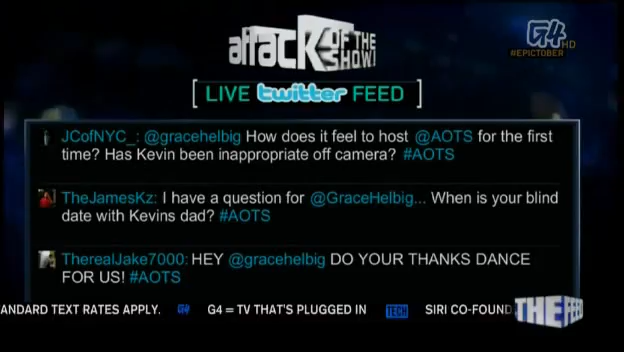 attack OF THE SHOW!
G4 HD
#EPICTOBER
[ LIVE twitter FEED ]
JCofNYC_: @gracehelbig How does it feel to host @AOTS for the first
time? Has Kevin been inappropriate off camera? #AOTS
TheJamesKz: I have a question for @GraceHelbig... When is your blind
date with Kevins dad? #AOTS
TherealJake7000: HEY @gracehelbig DO YOUR THANKS DANCE
FOR US! #AOTS
ANDARD TEXT RATES APPLY. G4 G4 = TV THAT'S PLUGGED IN TECH SIRI CO-FOUND THE FEED